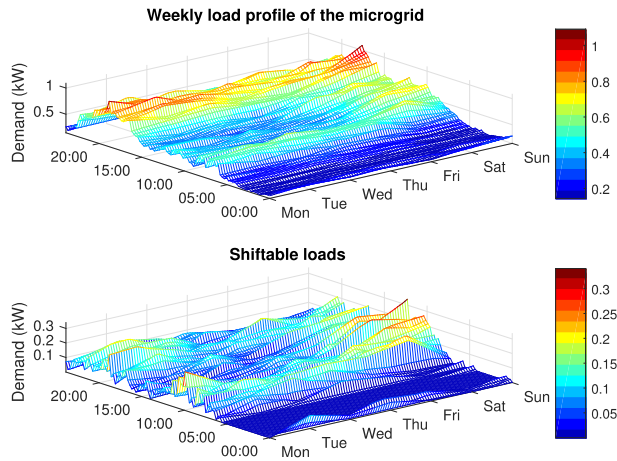 Weekly load profile of the microgrid
Demand (kW)
1
0.5
20:00
15:00
10:00
05:00
00:00
Mon
Tue
Wed
Thu
Fri
Sat
Sun
1
0.8
0.6
0.4
0.2
Shiftable loads
Demand (kW)
0.3
0.2
0.1
20:00
15:00
10:00
05:00
00:00
Mon
Tue
Wed
Thu
Fri
Sat
Sun
0.3
0.25
0.2
0.15
0.1
0.05